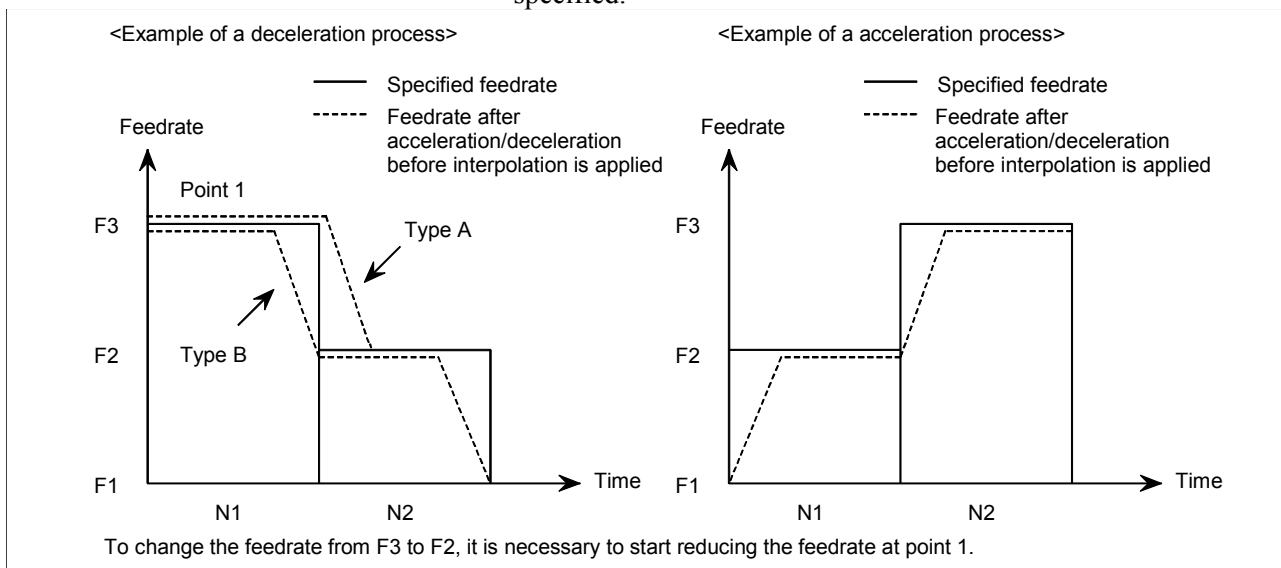 specified.
<Example of a deceleration process>
Specified feedrate
Feedrate after
acceleration/deceleration
before interpolation is applied
Feedrate
Point 1
F3
Type A
Type B
F2
F1
Time
N1
N2
<Example of a acceleration process>
Specified feedrate
Feedrate after
acceleration/deceleration
before interpolation is applied
Feedrate
F3
F2
F1
Time
N1
N2
To change the feedrate from F3 to F2, it is necessary to start reducing the feedrate at point 1.